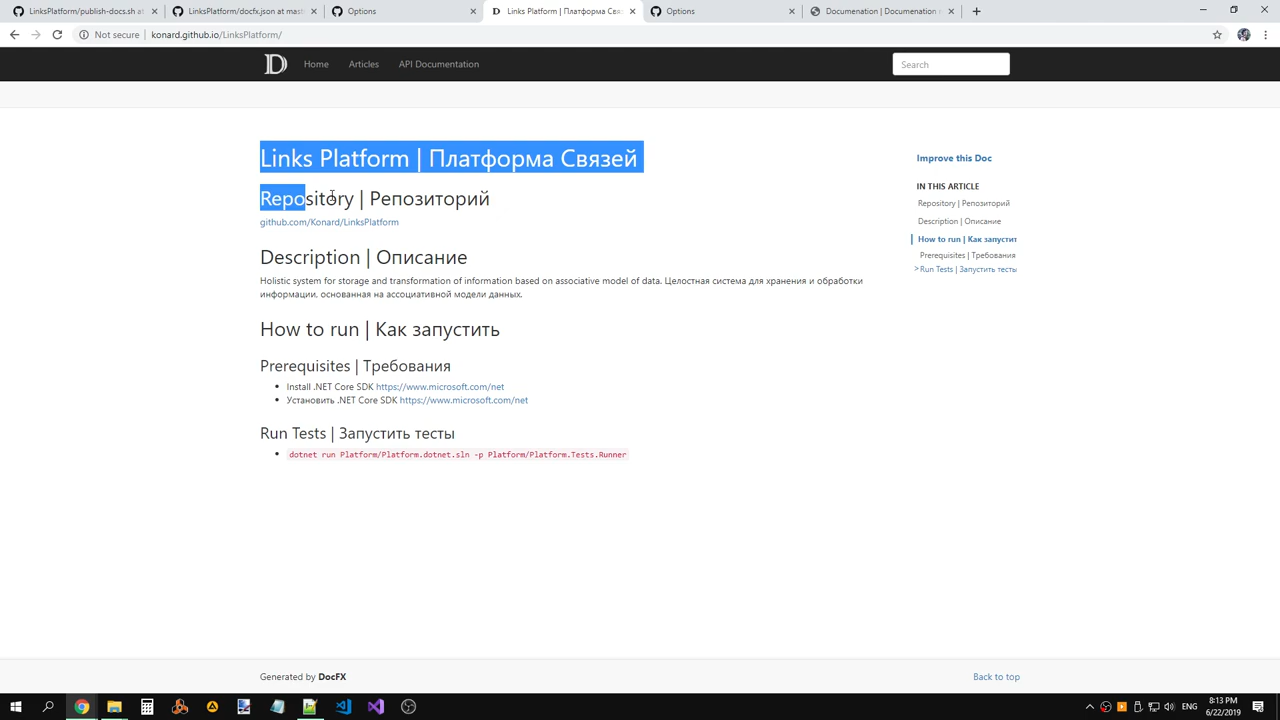 LinksPlatform/publish-docs.sh at
LinksPlatform/docfx.json at mast
Options
Links Platform | Платформа Свя
Options
Documenation | Documenation
Not secure | konard.github.io/LinksPlatform/
Home Articles API Documentation Search
Links Platform | Платформа Связей
Repository | Репозиторий
github.com/Konard/LinksPlatform
Description | Описание
Holistic system for storage and transformation of information based on associative model of data. Целостная система для хранения и обработки
информации, основанная на ассоциативной модели данных.
How to run | Как запустить
Prerequisites | Требования
Install .NET Core SDK https://www.microsoft.com/net
Установить .NET Core SDK https://www.microsoft.com/net
Run Tests | Запустить тесты
dotnet run Platform/Platform.dotnet.sln -p Platform/Platform.Tests.Runner
Improve this Doc
IN THIS ARTICLE
Repository | Репозиторий
Description | Описание
How to run | Как запустит
Prerequisites | Требования
>Run Tests | Запустить тесты
Generated by DocFX
Back to top
ENG
8:13 PM
6/22/2019